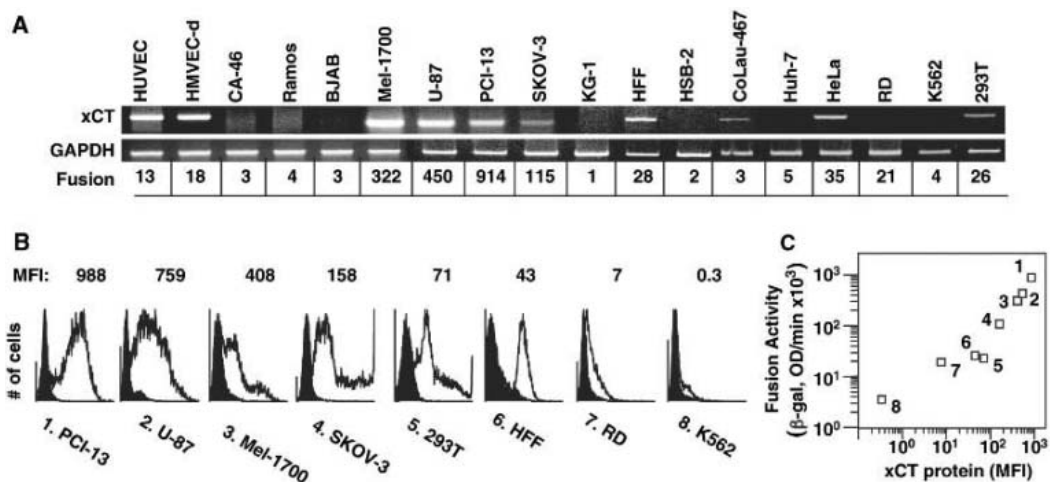 A
HUVEC HMVEC-d CA-46 Ramos BJAB Mel-1700 U-87 PCI-13 SKOV-3 KG-1 HFF HSB-2 CoLau-467 Huh-7 HeLa RD K562 293T
xCT
GAPDH
Fusion 13 18 3 4 3 322 450 914 115 1 28 2 3 5 35 21 4 26
B
MFI: 988 759 408 158 71 43 7 0.3
# of cells
1. PCI-13 2. U-87 3. Mel-1700 4. SKOV-3 5. 293T 6. HFF 7. RD 8. K562
C
Fusion Activity
(β-gal, OD/min x10³)
10³
10²
10¹
10⁰
1
2
3
4
6
5
7
8
10⁰ 10¹ 10² 10³
xCT protein (MFI)